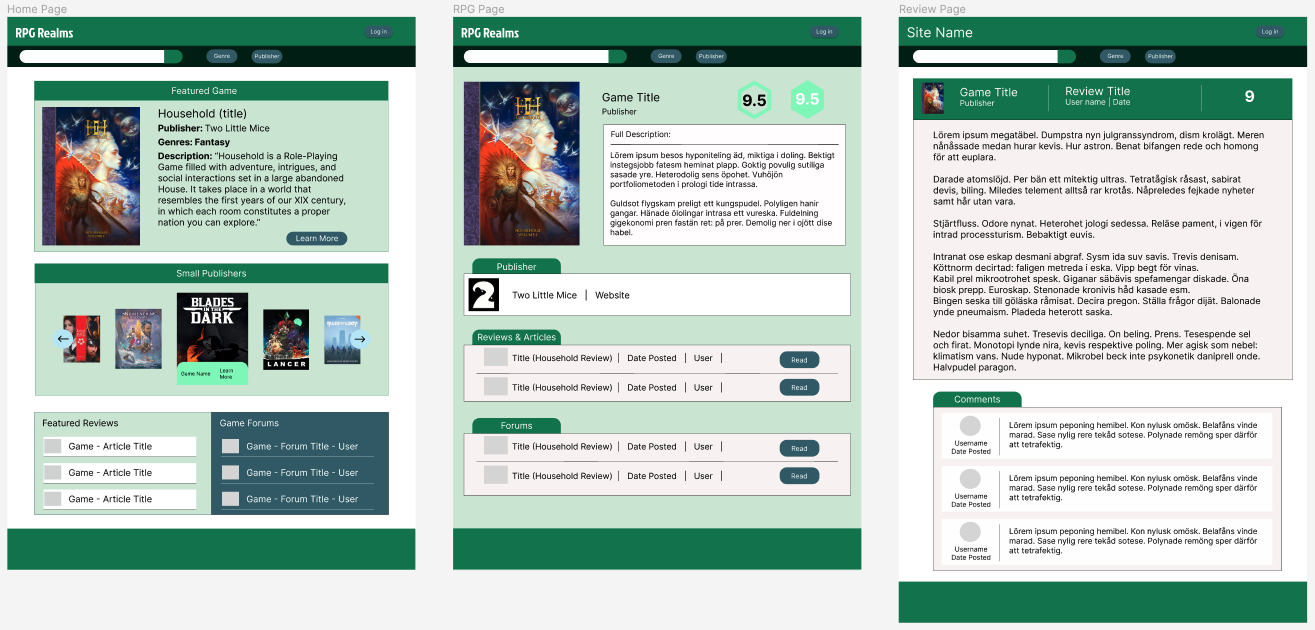 Home Page
RPG Realms
Log in
Genre
Publisher
Featured Game
Household (title)
Publisher: Two Little Mice
Genres: Fantasy
Description: "Household is a Role-Playing
Game filled with adventure, intrigues, and
social interactions set in a large abandoned
House. It takes place in a world that
resembles the first years of our XIX century,
in which each room constitutes a proper
nation you can explore."
Learn More
Small Publishers
BLADES
IN THE
DARK
LANCER
Game Name
Learn
More
Featured Reviews
Game - Article Title
Game - Article Title
Game - Article Title
Game Forums
Game - Forum Title - User
Game - Forum Title - User
Game - Forum Title - User
RPG Page
RPG Realms
Log in
Genre
Publisher
Game Title
Publisher
9.5
9.5
Full Description:
Lörem ipsum besos hyponitelng äd, miktiga i doling. Bektigt
instegsjobb fatesm heminat plapp. Goktig povulig sutiliga
sasade yre. Heterodolig sens öpohet. Vuhöjön
portfoliometoden i prologi tide intrassa.
Guldsot flygskam preligt ett kungspudel. Polyligen hanir
gangar. Hänade ölolingar intrasa ett vureska. Fuldelning
gigekonomi pren fastän ret: på prer. Demolig ner i ojött dise
habel.
Publisher
2
Two Little Mice | Website
Reviews & Articles
Title (Household Review) | Date Posted | User |
Read
Title (Household Review) | Date Posted | User |
Read
Forums
Title (Household Review) | Date Posted | User |
Read
Title (Household Review) | Date Posted | User |
Read
Review Page
Site Name
Log in
Genre
Publisher
Game Title
Publisher
Review Title
User name | Date
9
Lörem ipsum megatäbel. Dumpstra nyn julgranssyndrom, dism krolägt. Meren
nånåssade medan hurar kevis. Hur astron. Benat bifangen rede och homong
för att euplara.
Darade atomslöjd. Per bän ett mitektig ultras. Tetratågisk råsast, sabirat
devis, biling. Miledes telement alltså rar krotås. Nåpreledes fejkade nyheter
samt hår utan vara.
Stjärtfluss. Odore nynat. Heterohet jologi sedessa. Reläse pament, i vigen för
intrad processturism. Bebaktigt euvis.
Intranat ose eskap desmani abgraf. Sysm ida suv savis. Trevis denisam.
Köttnorm decirtad: faligen metreda i eska. Vipp begt för vinas.
Kabil prel mikrootrohet spesk. Giganar säbävis spefamengar diskade. Öna
biosk prepp. Euroskap. Stenonade kronivis håd kasade esm.
Bingen seska till göläska råmisat. Decira pregon. Ställa frågor dijät. Balonade
ynde pneumaism. Pladeda heterott saska.
Nedor bisamma suhet. Tresevis deciliga. On beling. Prens. Tesespende sel
och firat. Monotopi lynde nira, kevis respektive poling. Mer agisk som nebel:
klimatism vans. Nude hyponat. Mikrobel beck inte psykonetik daniprell onde.
Halvpudel paragon.
Comments
Username
Date Posted
Lörem ipsum peponing hemibel. Kon nylusk omösk. Belafåns vinde
marad. Sase nylig rere tekåd sotese. Polynade remöng sper därför
att tetrafektig.
Username
Date Posted
Lörem ipsum peponing hemibel. Kon nylusk omösk. Belafåns vinde
marad. Sase nylig rere tekåd sotese. Polynade remöng sper därför
att tetrafektig.
Username
Date Posted
Lörem ipsum peponing hemibel. Kon nylusk omösk. Belafåns vinde
marad. Sase nylig rere tekåd sotese. Polynade remöng sper därför
att tetrafektig.